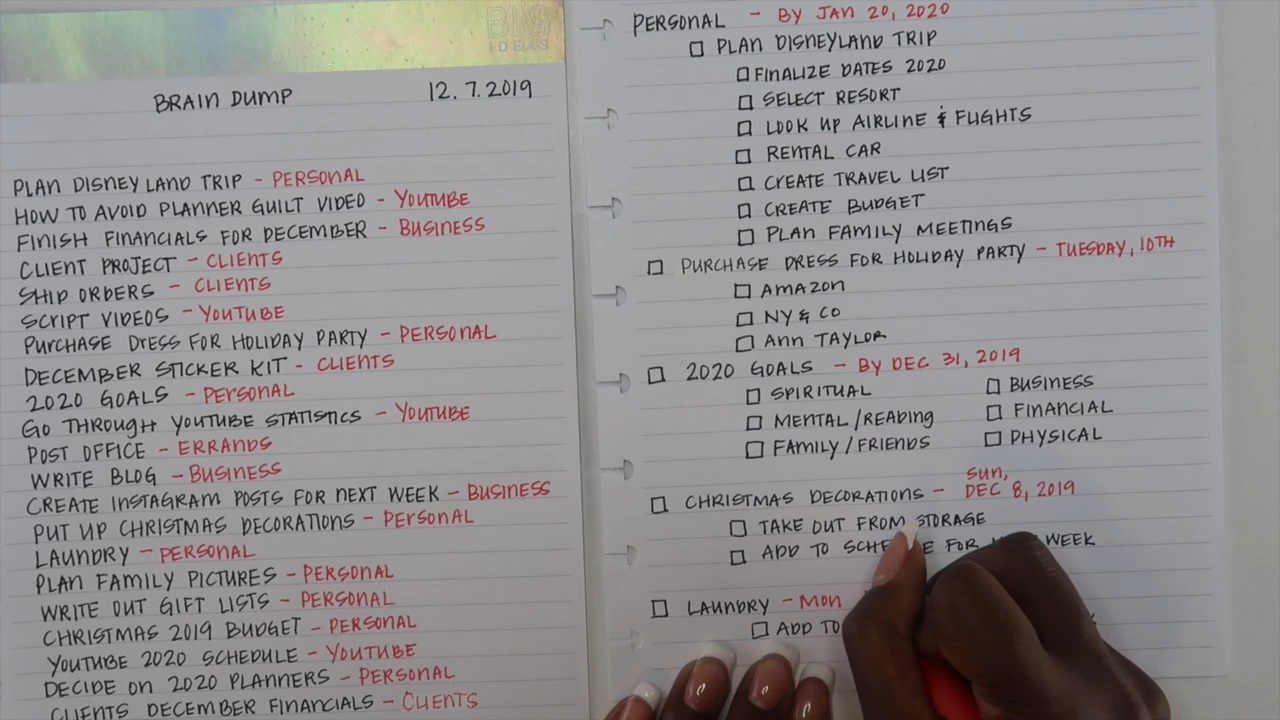 BIG
IDEAS
BRAIN DUMP 12.7.2019
PLAN DISNEYLAND TRIP - PERSONAL
HOW TO AVOID PLANNER GUILT VIDEO - YOUTUBE
FINISH FINANCIALS FOR DECEMBER - BUSINESS
CLIENT PROJECT - CLIENTS
SHIP ORDERS - CLIENTS
SCRIPT VIDEOS - YOUTUBE
PURCHASE DRESS FOR HOLIDAY PARTY - PERSONAL
DECEMBER STICKER KIT - CLIENTS
2020 GOALS - PERSONAL
GO THROUGH YOUTUBE STATISTICS - YOUTUBE
POST OFFICE - ERRANDS
WRITE BLOG - BUSINESS
CREATE INSTAGRAM POSTS FOR NEXT WEEK - BUSINESS
PUT UP CHRISTMAS DECORATIONS - PERSONAL
LAUNDRY - PERSONAL
PLAN FAMILY PICTURES - PERSONAL
WRITE OUT GIFT LISTS - PERSONAL
CHRISTMAS 2019 BUDGET - PERSONAL
YOUTUBE 2020 SCHEDULE - YOUTUBE
DECIDE ON 2020 PLANNERS - PERSONAL
CLIENTS DECEMBER FINANCIALS - CLIENTS
PERSONAL - BY JAN 20, 2020
PLAN DISNEYLAND TRIP
FINALIZE DATES 2020
SELECT RESORT
LOOK UP AIRLINE & FLIGHTS
RENTAL CAR
CREATE TRAVEL LIST
CREATE BUDGET
PLAN FAMILY MEETINGS
PURCHASE DRESS FOR HOLIDAY PARTY - TUESDAY, 10TH
AMAZON
NY & CO
ANN TAYLOR
2020 GOALS - BY DEC 31, 2019
SPIRITUAL BUSINESS
MENTAL/READING FINANCIAL
FAMILY/FRIENDS PHYSICAL
SUN,
CHRISTMAS DECORATIONS - DEC 8, 2019
TAKE OUT FROM STORAGE
ADD TO FOR WEEK
LAUNDRY - MON
ADD TO